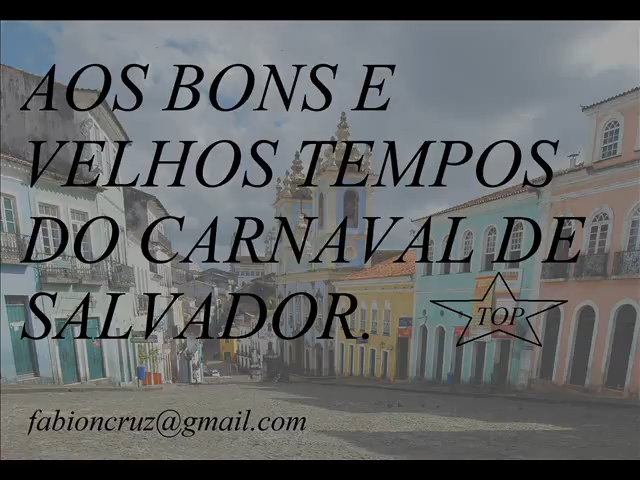 AOS BONS E
VELHOS TEMPOS
DO CARNAVAL DE
SALVADOR.
TOP
fabioncruz@gmail.com